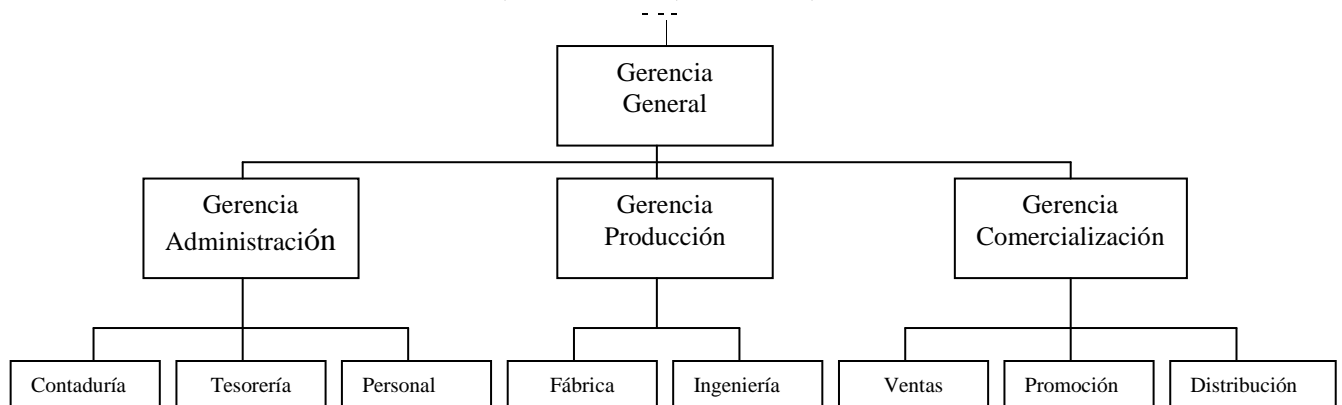 Gerencia
General
Gerencia
Administración
Gerencia
Producción
Gerencia
Comercialización
Contaduría
Tesorería
Personal
Fábrica
Ingeniería
Ventas
Promoción
Distribución